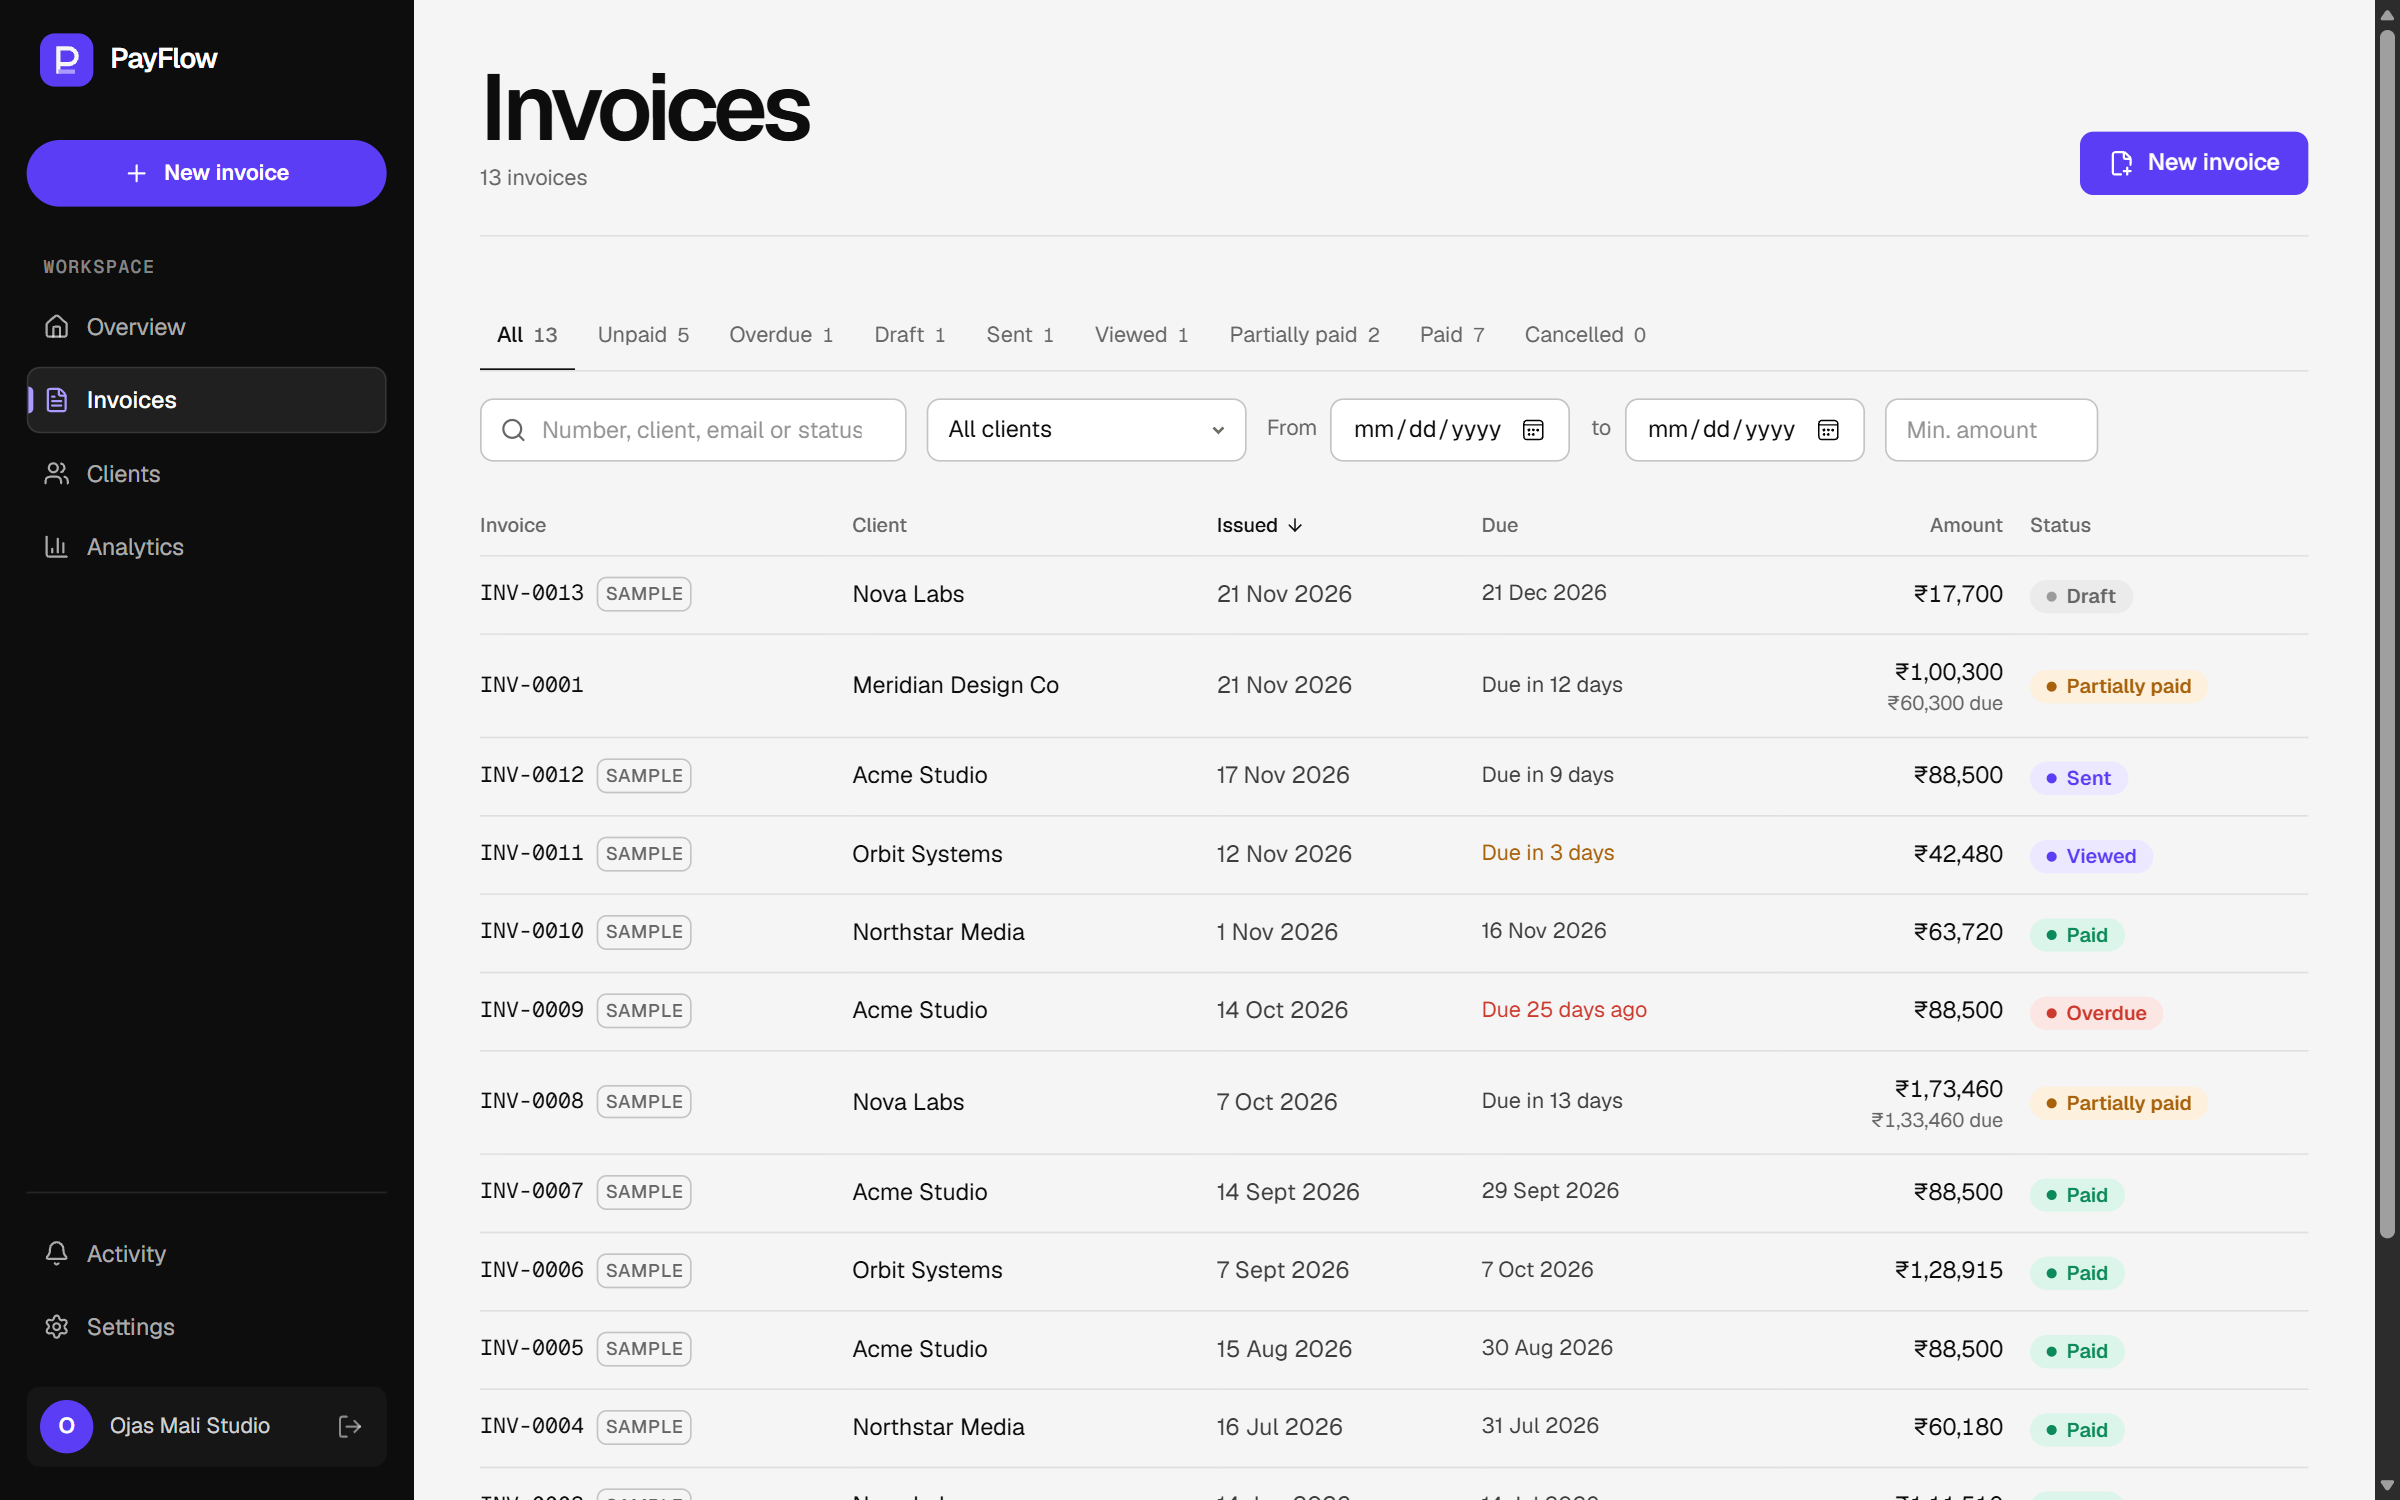 PayFlow
New invoice
WORKSPACE
Overview
Invoices
Clients
Analytics
Activity
Settings
O Ojas Mali Studio
Invoices
13 invoices
New invoice
All 13 Unpaid 5 Overdue 1 Draft 1 Sent 1 Viewed 1 Partially paid 2 Paid 7 Cancelled 0
Number, client, email or status All clients From mm/dd/yyyy to mm/dd/yyyy Min. amount
Invoice Client Issued ↓ Due Amount Status
INV-0013 SAMPLE Nova Labs 21 Nov 2026 21 Dec 2026 ₹17,700 Draft
INV-0001 Meridian Design Co 21 Nov 2026 Due in 12 days ₹1,00,300 Partially paid
₹60,300 due
INV-0012 SAMPLE Acme Studio 17 Nov 2026 Due in 9 days ₹88,500 Sent
INV-0011 SAMPLE Orbit Systems 12 Nov 2026 Due in 3 days ₹42,480 Viewed
INV-0010 SAMPLE Northstar Media 1 Nov 2026 16 Nov 2026 ₹63,720 Paid
INV-0009 SAMPLE Acme Studio 14 Oct 2026 Due 25 days ago ₹88,500 Overdue
INV-0008 SAMPLE Nova Labs 7 Oct 2026 Due in 13 days ₹1,73,460 Partially paid
₹1,33,460 due
INV-0007 SAMPLE Acme Studio 14 Sept 2026 29 Sept 2026 ₹88,500 Paid
INV-0006 SAMPLE Orbit Systems 7 Sept 2026 7 Oct 2026 ₹1,28,915 Paid
INV-0005 SAMPLE Acme Studio 15 Aug 2026 30 Aug 2026 ₹88,500 Paid
INV-0004 SAMPLE Northstar Media 16 Jul 2026 31 Jul 2026 ₹60,180 Paid